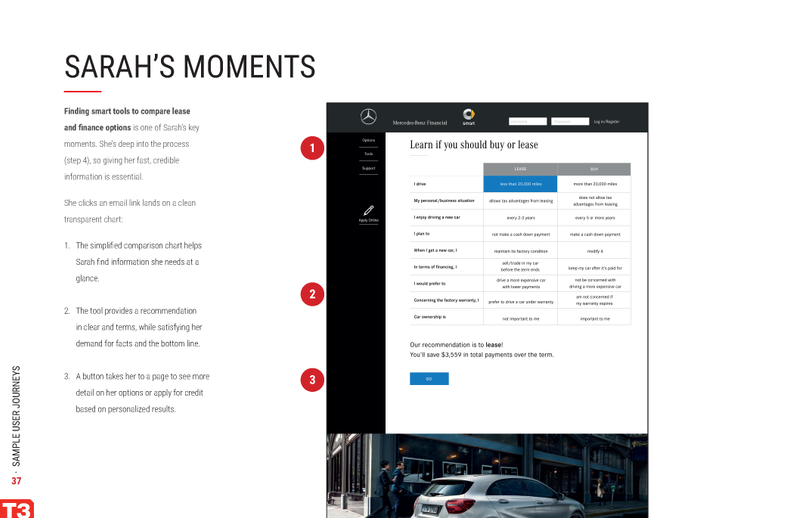 SARAH'S MOMENTS
Finding smart tools to compare lease
and finance options is one of Sarah's key
moments. She's deep into the process
(step 4), so giving her fast, credible
information is essential.
She clicks an email link lands on a clean
transparent chart:
1. The simplified comparison chart helps
Sarah find information she needs at a
glance.
2. The tool provides a recommendation
in clear and terms, while satisfying her
demand for facts and the bottom line.
3. A button takes her to a page to see more
detail on her options or apply for credit
based on personalized results.
SAMPLE USER JOURNEYS
37
T3
1
2
3
Mercedes-Benz Financial
smart
Log in/Register
Options
Tools
Support
Apply Online
Learn if you should buy or lease
LEASE BUY
I drive less than 20,000 miles more than 20,000 miles
My personal/business situation allows tax advantages from leasing does not allow tax
advantages from leasing
I enjoy driving a new car every 2-3 years every 5 or more years
I plan to not make a cash down payment make a cash down payment
When I get a new car, I maintain its factory condition modify it
In terms of financing, I sell/trade in my car
before the term ends keep my car after it's paid for
I would prefer to drive a more expensive car
with lower payments not be concerned with
driving a more expensive car
Concerning the factory warranty, I prefer to drive a car under warranty am not concerned if
my warranty expires
Car ownership is not important to me important to me
Our recommendation is to lease!
You'll save $3,559 in total payments over the term.
GO